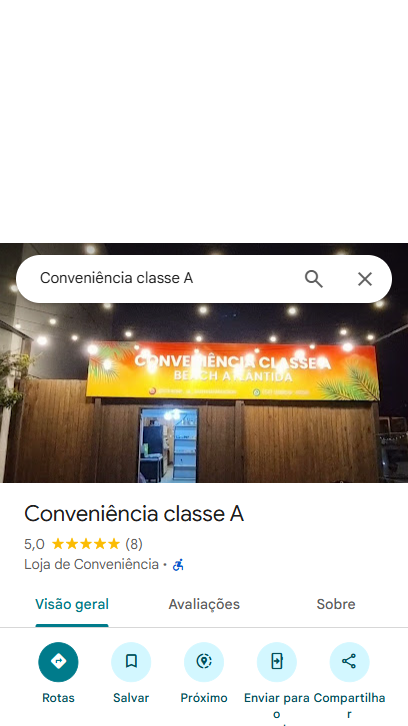 Conveniência classe A
CONVENIÊNCIA CLASSE A
BEACH ATLANTIDA
Conveniência classe A
5,0 ★★★★★ (8)
Loja de Conveniência ·
Visão geral Avaliações Sobre
Rotas Salvar Próximo Enviar para o Compartilhar